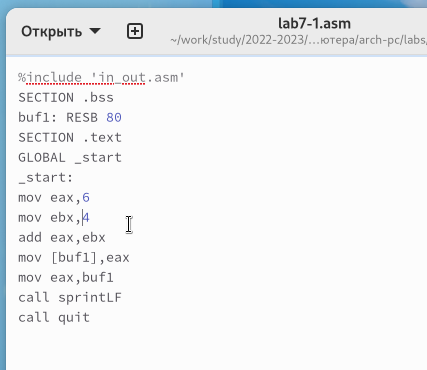 Открыть
lab7-1.asm
~/work/study/2022-2023/…ютера/arch-pc/labs,
%include 'in_out.asm'
SECTION .bss
buf1: RESB 80
SECTION .text
GLOBAL _start
_start:
mov eax,6
mov ebx,4
add eax,ebx
mov [buf1],eax
mov eax,buf1
call sprintLF
call quit